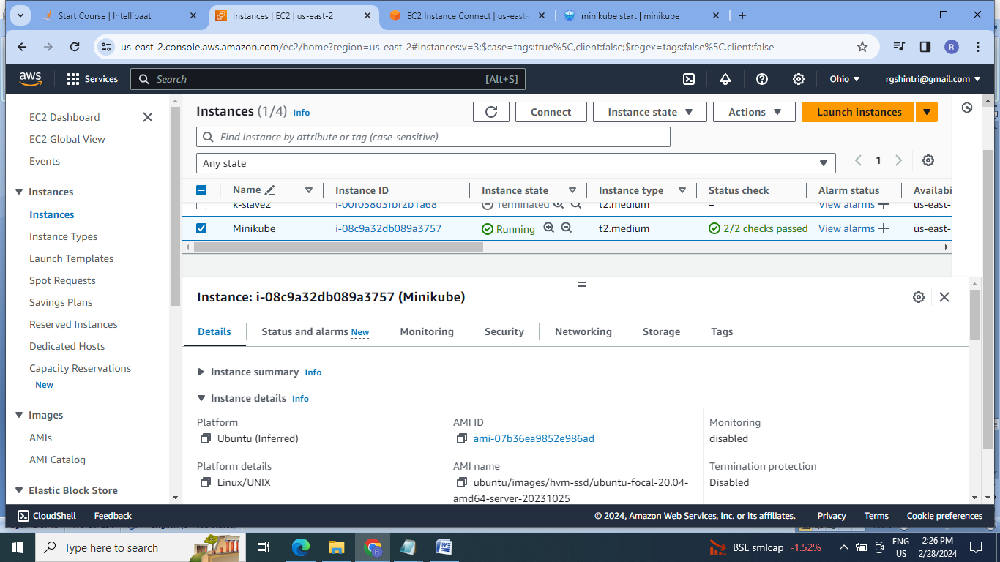 Start Course | Intellipaat
Instances | EC2 | us-east-2
EC2 Instance Connect | us-east-
minikube start | minikube
us-east-2.console.aws.amazon.com/ec2/home?region=us-east-2#Instances:v=3;$case=tags:true%5C,client:false;$regex=tags:false%5C,client:false
R
aws
Services
Search
[Alt+S]
Ohio
rgshintri@gmail.com
EC2 Dashboard
EC2 Global View
Events
Instances
Instances
Instance Types
Launch Templates
Spot Requests
Savings Plans
Reserved Instances
Dedicated Hosts
Capacity Reservations
New
Images
AMIs
AMI Catalog
Elastic Block Store
Instances (1/4) Info
Connect
Instance state
Actions
Launch instances
Find Instance by attribute or tag (case-sensitive)
Any state
1
Name Instance ID Instance state Instance type Status check Alarm status Availabi
k-slave2 i-00f038d3fbf2b1a68 Terminated t2.medium – View alarms + us-east-
Minikube i-08c9a32db089a3757 Running t2.medium 2/2 checks passed View alarms + us-east-
Instance: i-08c9a32db089a3757 (Minikube)
Details
Status and alarms New
Monitoring
Security
Networking
Storage
Tags
Instance summary Info
Instance details Info
Platform
Ubuntu (Inferred)
AMI ID
ami-07b36ea9852e986ad
Monitoring
disabled
Platform details
Linux/UNIX
AMI name
ubuntu/images/hvm-ssd/ubuntu-focal-20.04-
amd64-server-20231025
Termination protection
Disabled
CloudShell
Feedback
© 2024, Amazon Web Services, Inc. or its affiliates.
Privacy
Terms
Cookie preferences
Type here to search
BSE smlcap -1.52%
ENG
US
2:26 PM
2/28/2024